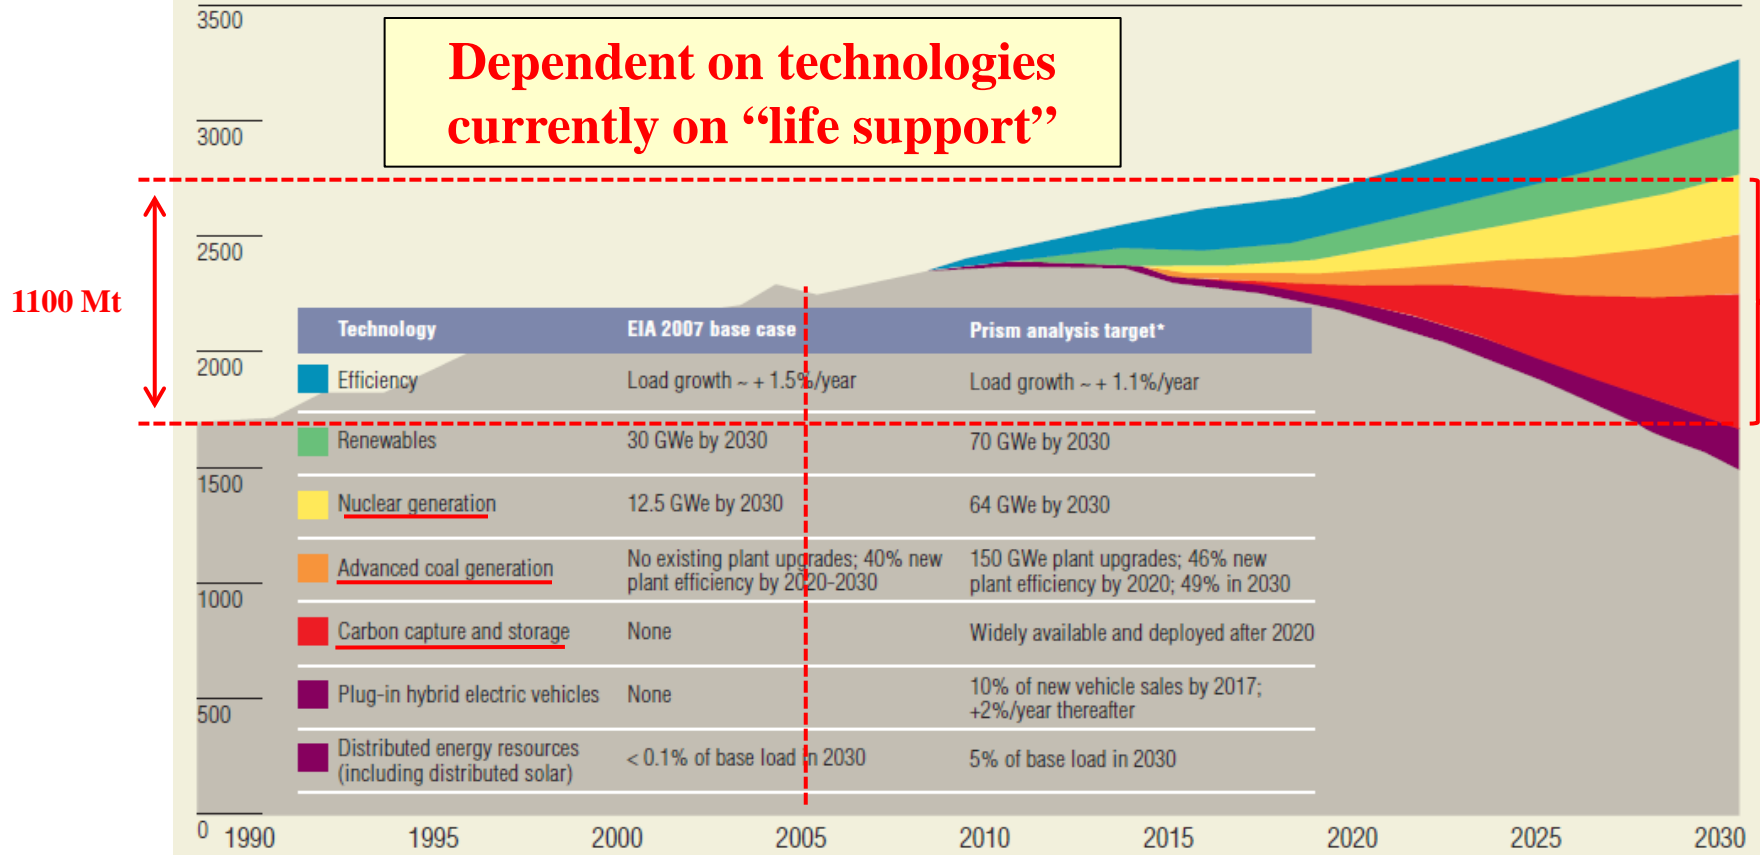 3500
Dependent on technologies
currently on “life support”
3000
2500
1100 Mt
2000
1500
1000
500
0
Technology EIA 2007 base case Prism analysis target*
Efficiency Load growth ~ + 1.5%/year Load growth ~ + 1.1%/year
Renewables 30 GWe by 2030 70 GWe by 2030
Nuclear generation 12.5 GWe by 2030 64 GWe by 2030
Advanced coal generation
No existing plant upgrades; 40% new
plant efficiency by 2020-2030
150 GWe plant upgrades; 46% new
plant efficiency by 2020; 49% in 2030
Carbon capture and storage None Widely available and deployed after 2020
Plug-in hybrid electric vehicles None
10% of new vehicle sales by 2017;
+2%/year thereafter
Distributed energy resources
(including distributed solar)
< 0.1% of base load in 2030
5% of base load in 2030
1990 1995 2000 2005 2010 2015 2020 2025 2030